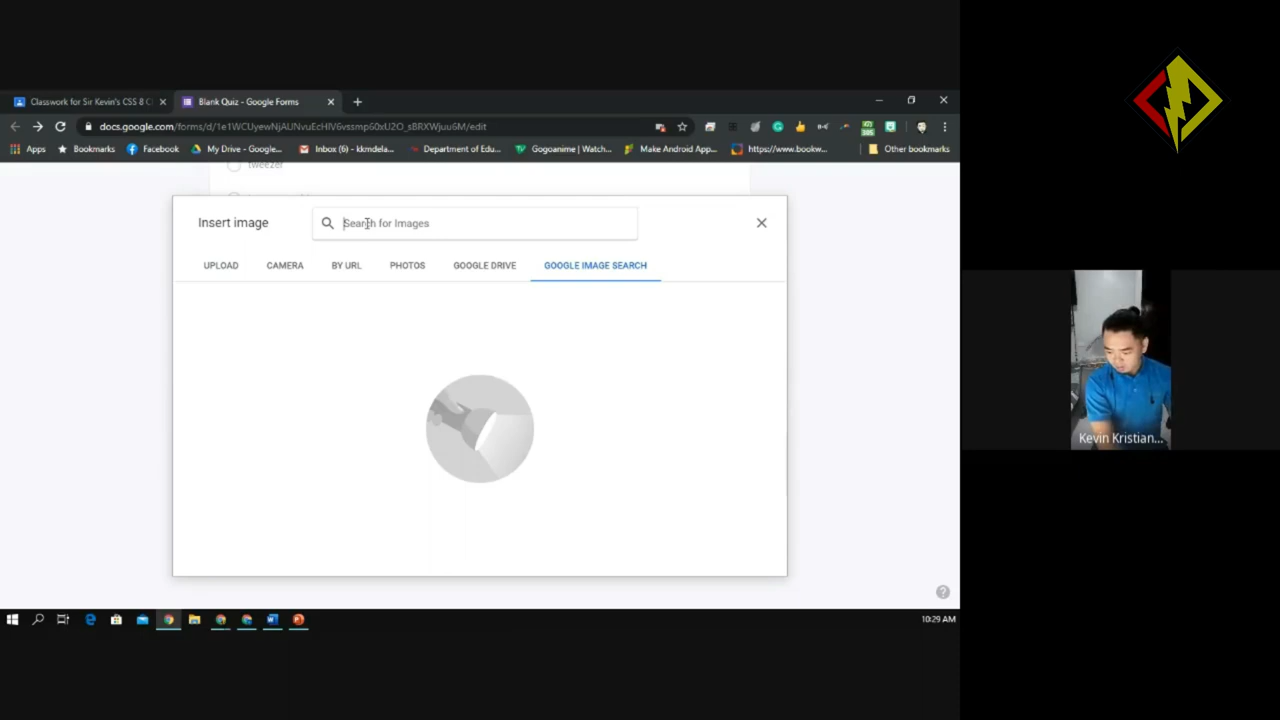 Classwork for Sir Kevin's CSS 8 C
Blank Quiz - Google Forms
docs.google.com/forms/d/1e1WCUyewNjAUNvuEcHIV6vssmp60xU2O_sBRXWjuu6M/edit
Apps Bookmarks Facebook My Drive - Google... Inbox (6) - kkmdela... Department of Edu... Gogoanime | Watch... Make Android App... https://www.bookw... Other bookmarks
tweezer
Insert image
Search for Images
UPLOAD CAMERA BY URL PHOTOS GOOGLE DRIVE GOOGLE IMAGE SEARCH
Kevin Kristian...
10:29 AM